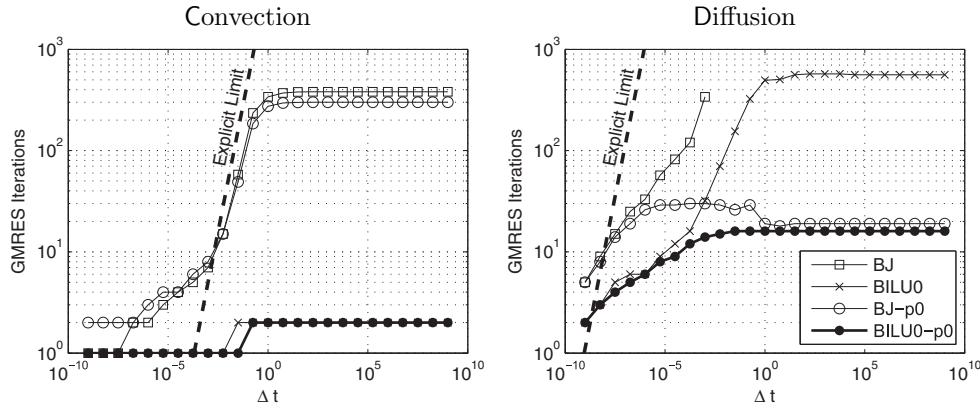 Convection
10^3
10^2
10^1
10^0
GMRES Iterations
Explicit Limit
10^-10
10^-5
10^0
10^5
10^10
Δ t
Diffusion
10^3
10^2
10^1
10^0
GMRES Iterations
Explicit Limit
BJ
BILU0
BJ-p0
BILU0-p0
10^-10
10^-5
10^0
10^5
10^10
Δ t